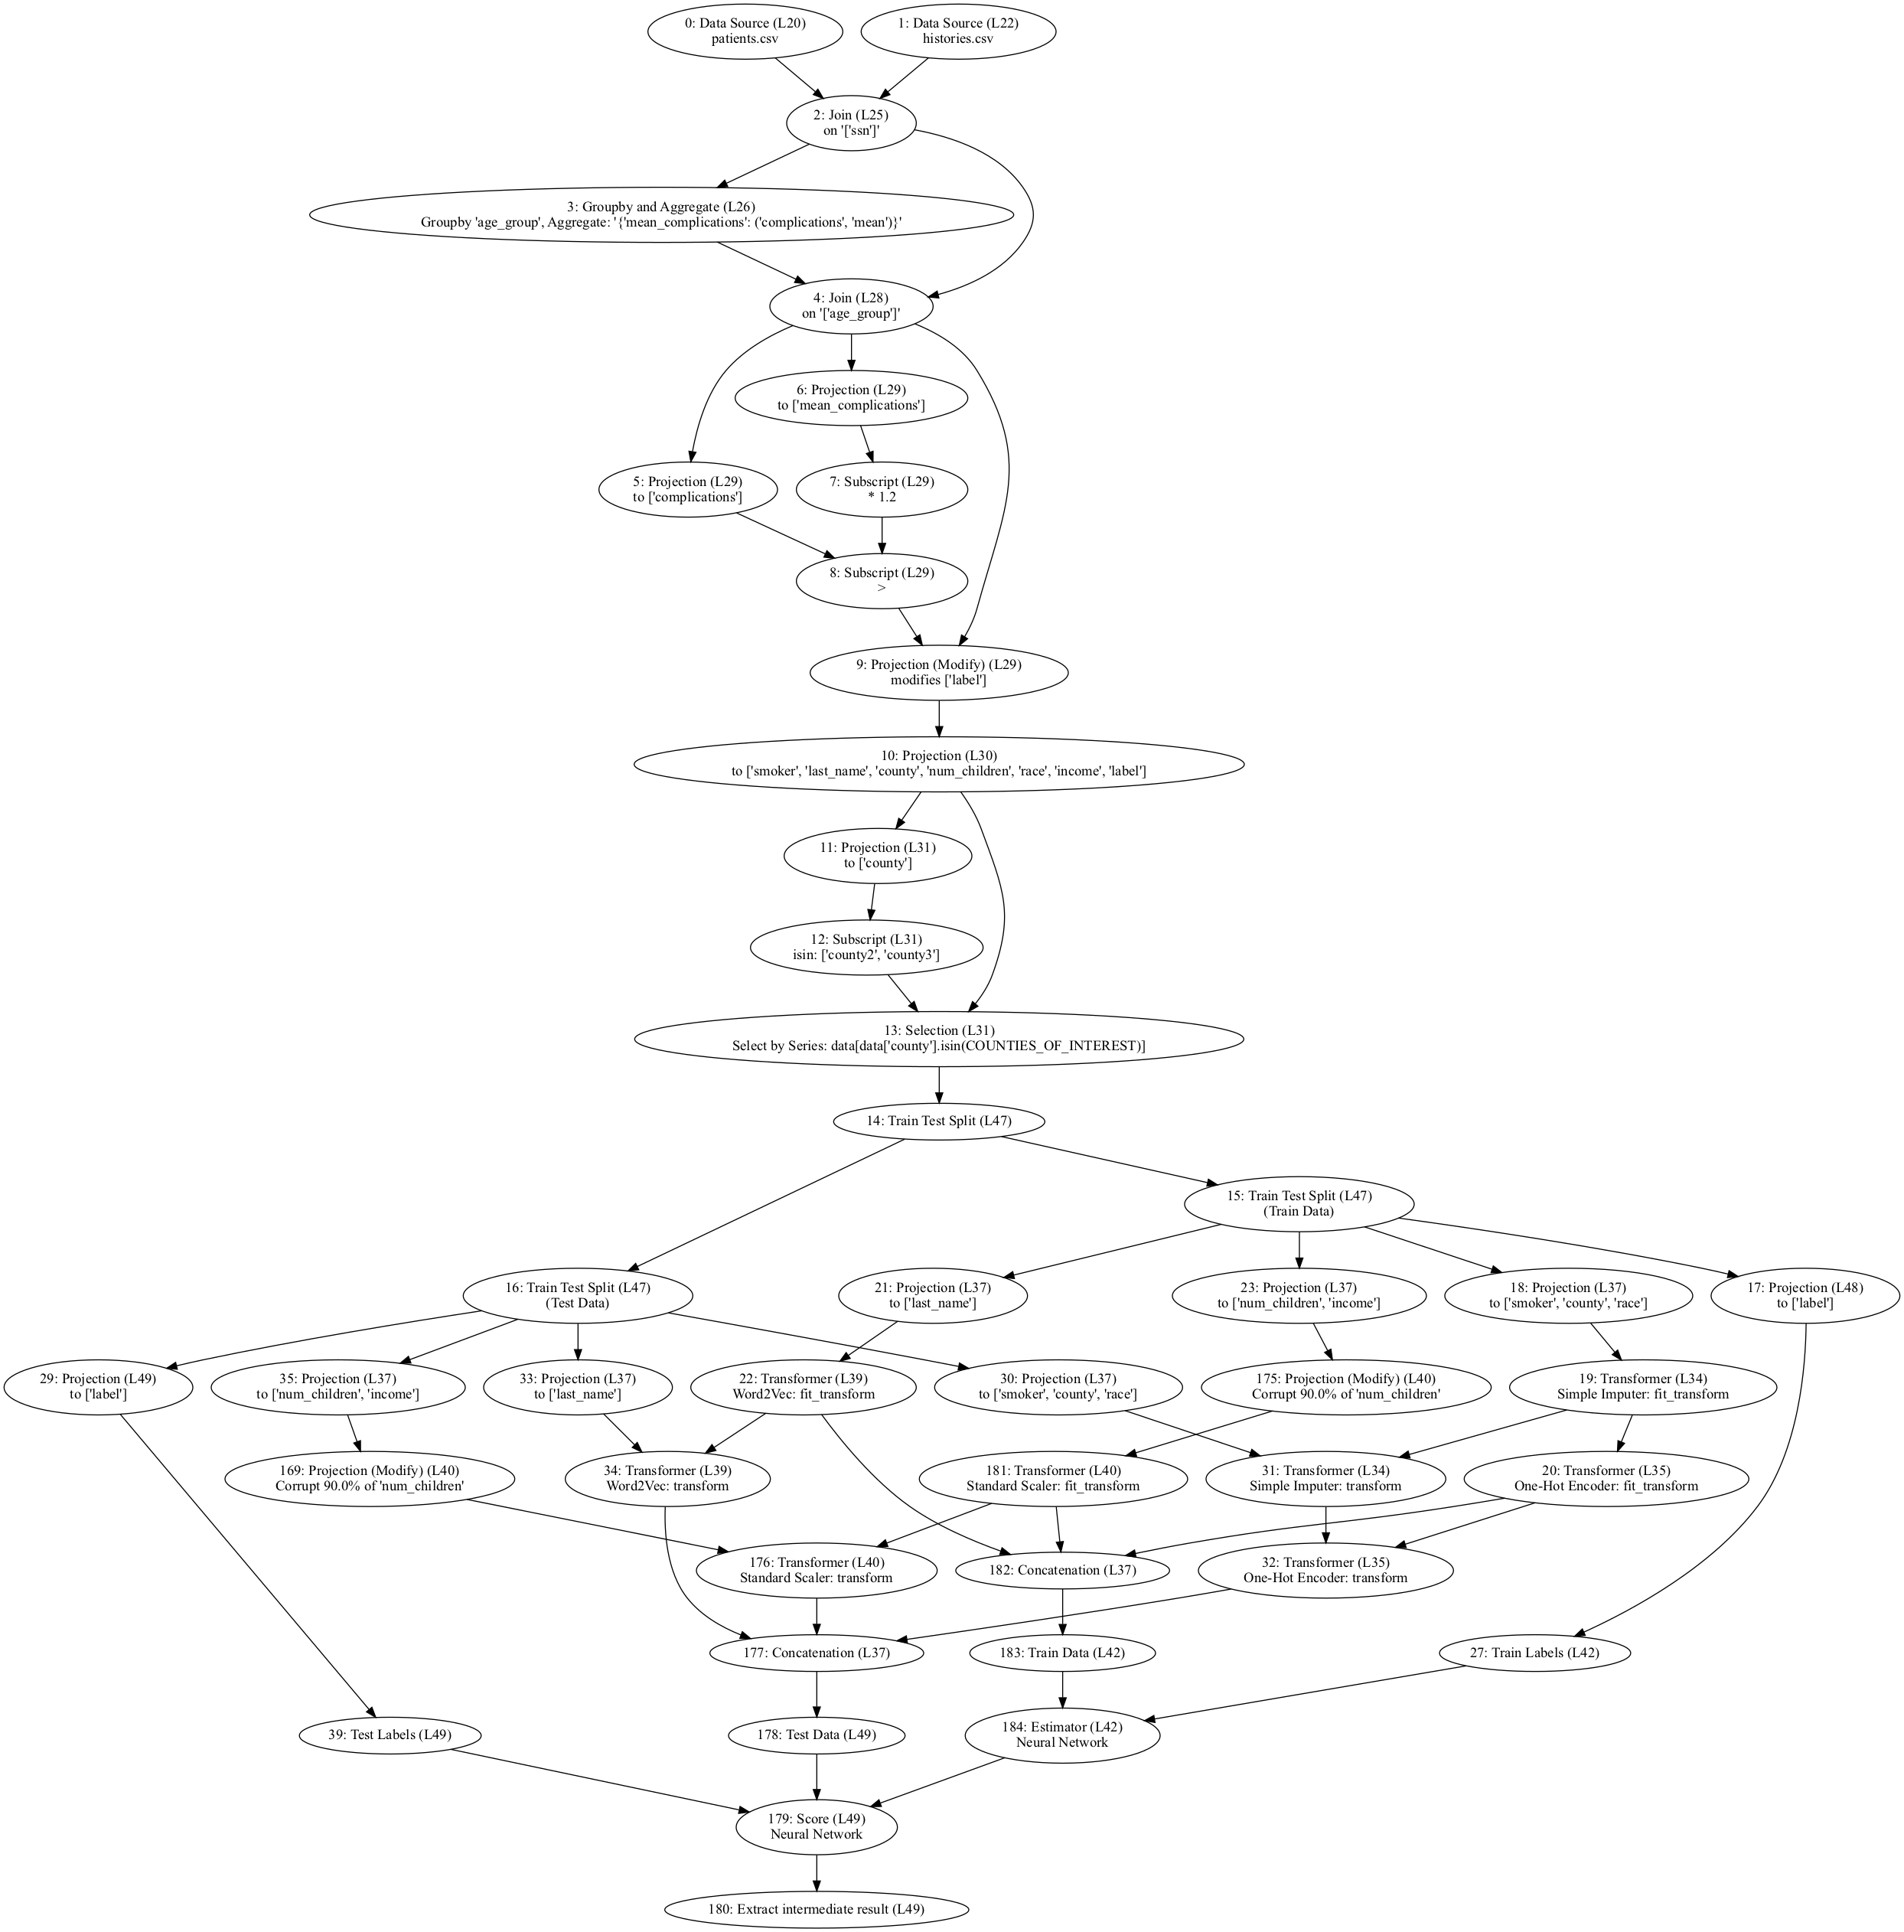 0: Data Source (L20)
patients.csv
1: Data Source (L22)
histories.csv
2: Join (L25)
on '['ssn']'
3: Groupby and Aggregate (L26)
Groupby 'age_group', Aggregate: '{'mean_complications': ('complications', 'mean')}'
4: Join (L28)
on '['age_group']'
6: Projection (L29)
to ['mean_complications']
5: Projection (L29)
to ['complications']
7: Subscript (L29)
* 1.2
8: Subscript (L29)
>
9: Projection (Modify) (L29)
modifies ['label']
10: Projection (L30)
to ['smoker', 'last_name', 'county', 'num_children', 'race', 'income', 'label']
11: Projection (L31)
to ['county']
12: Subscript (L31)
isin: ['county2', 'county3']
13: Selection (L31)
Select by Series: data[data['county'].isin(COUNTIES_OF_INTEREST)]
14: Train Test Split (L47)
15: Train Test Split (L47)
(Train Data)
16: Train Test Split (L47)
(Test Data)
21: Projection (L37)
to ['last_name']
23: Projection (L37)
to ['num_children', 'income']
18: Projection (L37)
to ['smoker', 'county', 'race']
17: Projection (L48)
to ['label']
29: Projection (L49)
to ['label']
35: Projection (L37)
to ['num_children', 'income']
33: Projection (L37)
to ['last_name']
22: Transformer (L39)
Word2Vec: fit_transform
30: Projection (L37)
to ['smoker', 'county', 'race']
175: Projection (Modify) (L40)
Corrupt 90.0% of 'num_children'
19: Transformer (L34)
Simple Imputer: fit_transform
169: Projection (Modify) (L40)
Corrupt 90.0% of 'num_children'
34: Transformer (L39)
Word2Vec: transform
181: Transformer (L40)
Standard Scaler: fit_transform
31: Transformer (L34)
Simple Imputer: transform
20: Transformer (L35)
One-Hot Encoder: fit_transform
176: Transformer (L40)
Standard Scaler: transform
182: Concatenation (L37)
32: Transformer (L35)
One-Hot Encoder: transform
177: Concatenation (L37)
183: Train Data (L42)
27: Train Labels (L42)
39: Test Labels (L49)
178: Test Data (L49)
184: Estimator (L42)
Neural Network
179: Score (L49)
Neural Network
180: Extract intermediate result (L49)